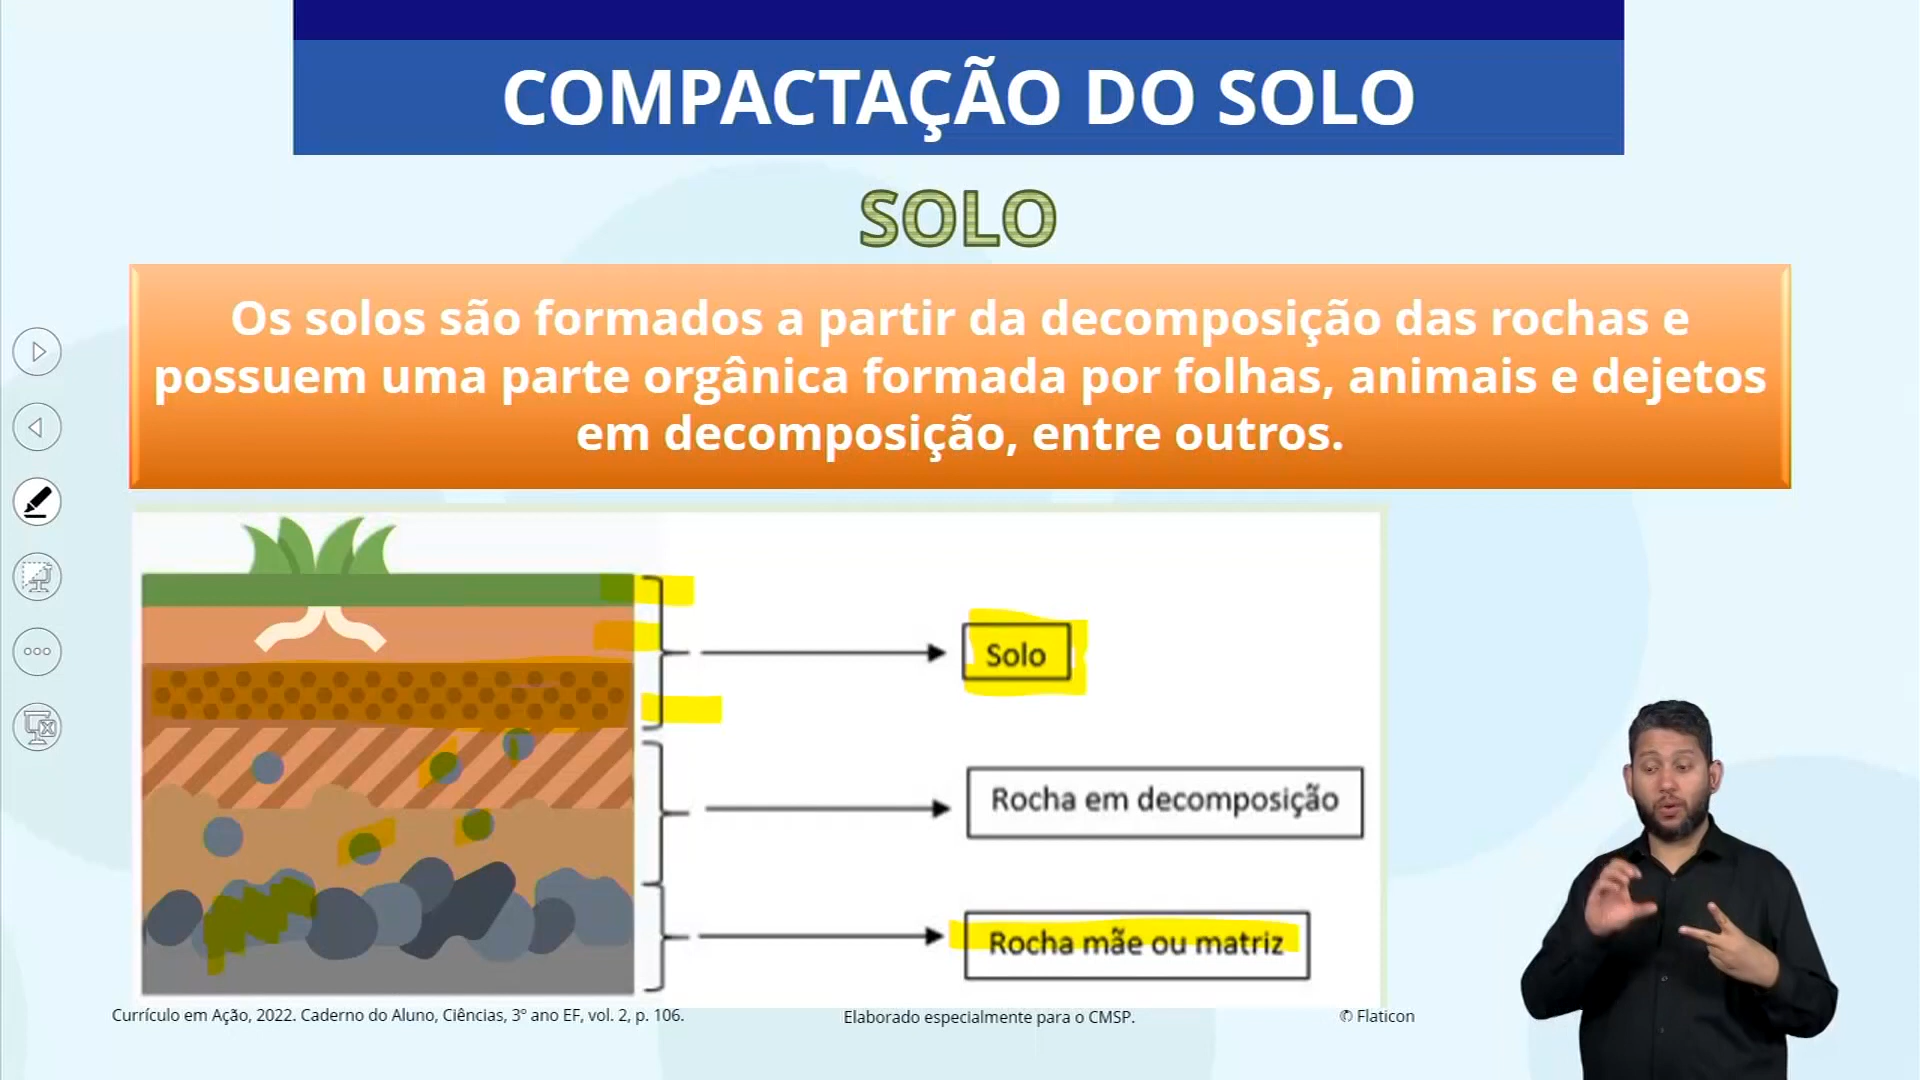 COMPACTAÇÃO DO SOLO
SOLO
Os solos são formados a partir da decomposição das rochas e
possuem uma parte orgânica formada por folhas, animais e dejetos
em decomposição, entre outros.
Solo
Rocha em decomposição
Rocha mãe ou matriz
Currículo em Ação, 2022. Caderno do Aluno, Ciências, 3º ano EF, vol. 2, p. 106.
Elaborado especialmente para o CMSP.
© Flaticon